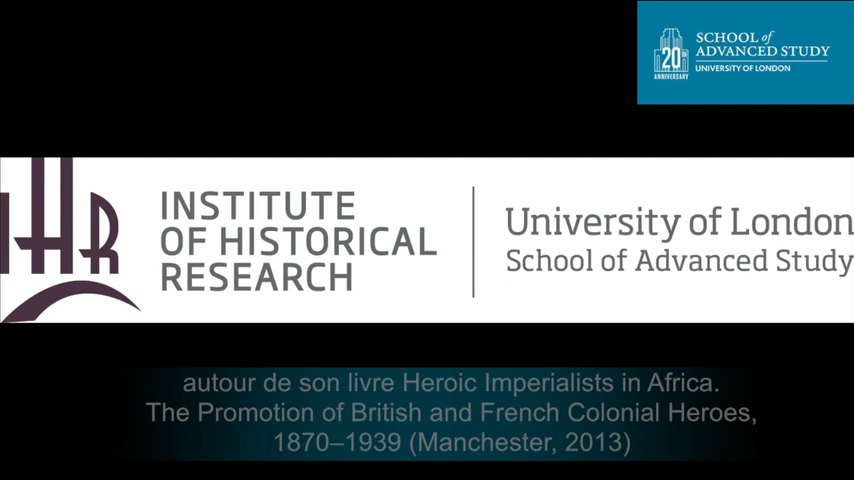 SCHOOL of
ADVANCED STUDY
UNIVERSITY OF LONDON
20TH
ANNIVERSARY
IHR
INSTITUTE
OF HISTORICAL
RESEARCH
University of London
School of Advanced Study
autour de son livre Heroic Imperialists in Africa.
The Promotion of British and French Colonial Heroes,
1870–1939 (Manchester, 2013)